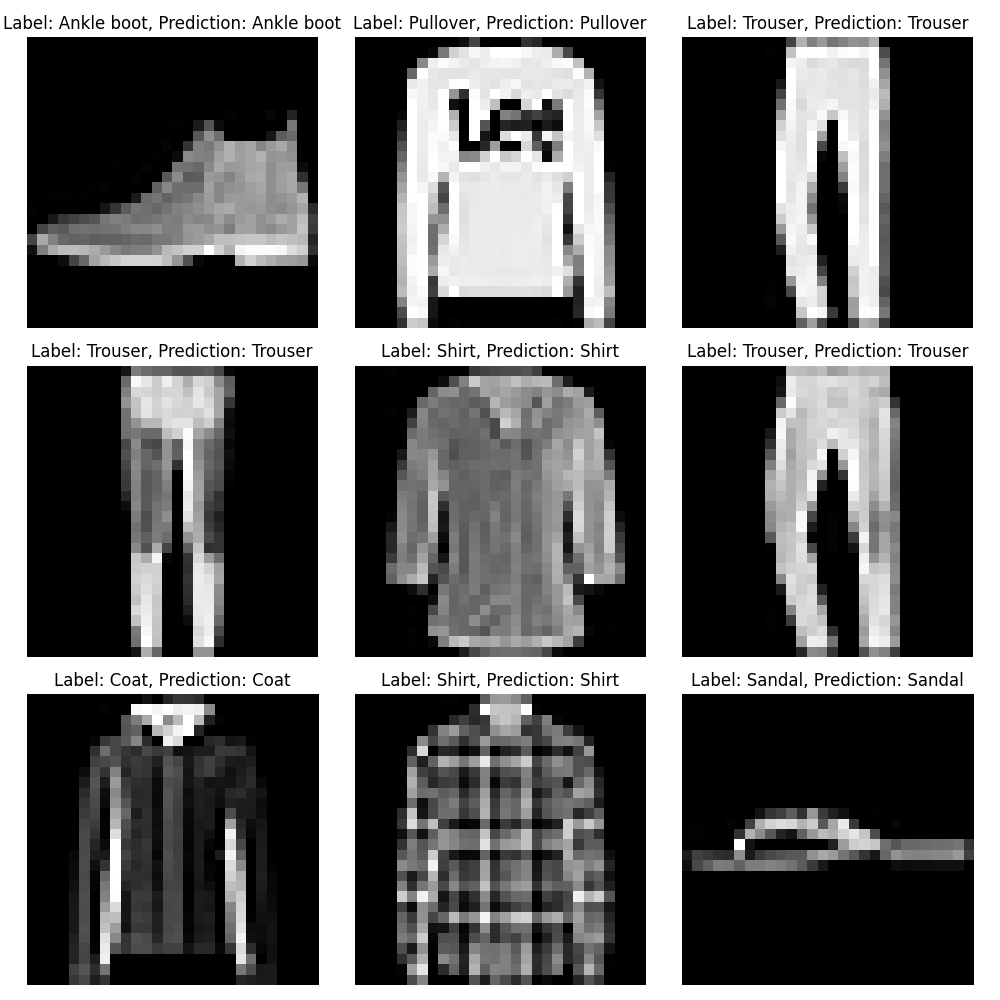 Label: Ankle boot, Prediction: Ankle boot
Label: Pullover, Prediction: Pullover
Label: Trouser, Prediction: Trouser
Label: Trouser, Prediction: Trouser
Label: Shirt, Prediction: Shirt
Label: Trouser, Prediction: Trouser
Label: Coat, Prediction: Coat
Label: Shirt, Prediction: Shirt
Label: Sandal, Prediction: Sandal